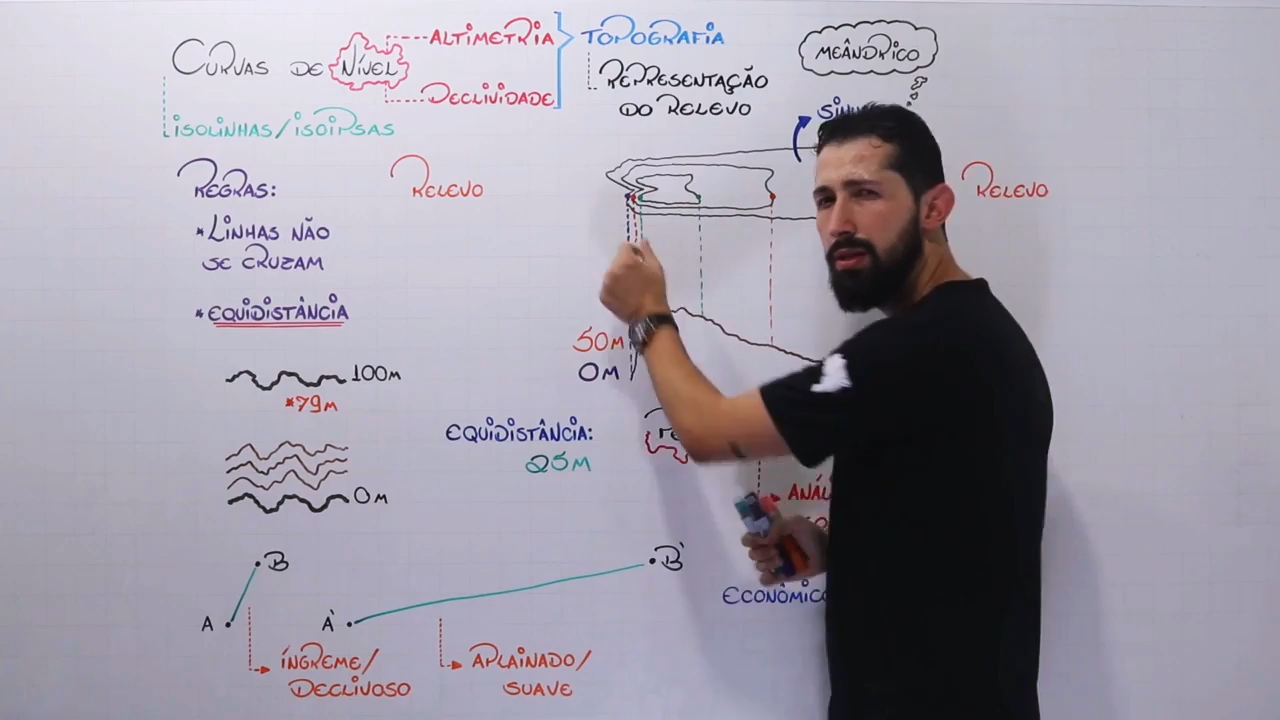 CURVAS DE NÍVEL
ALTIMETRIA
DECLIVIDADE
TOPOGRAFIA
REPRESENTAÇÃO
DO RELEVO
MEÂNDRICO
ISOLINHAS/ISOIPSAS
REGRAS:
RELEVO
*LINHAS NÃO
SE CRUZAM
*EQUIDISTÂNCIA
100M
*79M
0M
RELEVO
50M
0M
EQUIDISTÂNCIA:
25M
B
A
A'
B'
ÍNGREME/
DECLIVOSO
APLAINADO/
SUAVE